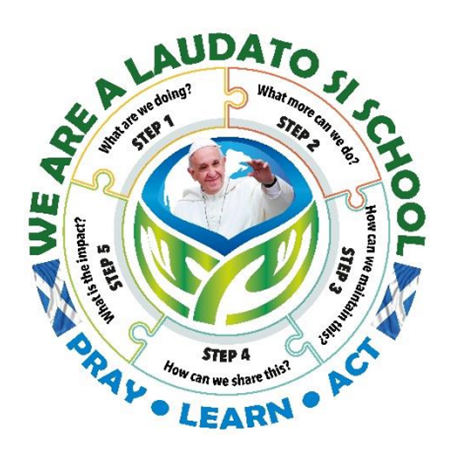 WE ARE A LAUDATO SI SCHOOL
What are we doing?
STEP 1
What more can we do?
STEP 2
How can we maintain this?
STEP 3
STEP 4
How can we share this?
What is the impact?
STEP 5
PRAY • LEARN • ACT